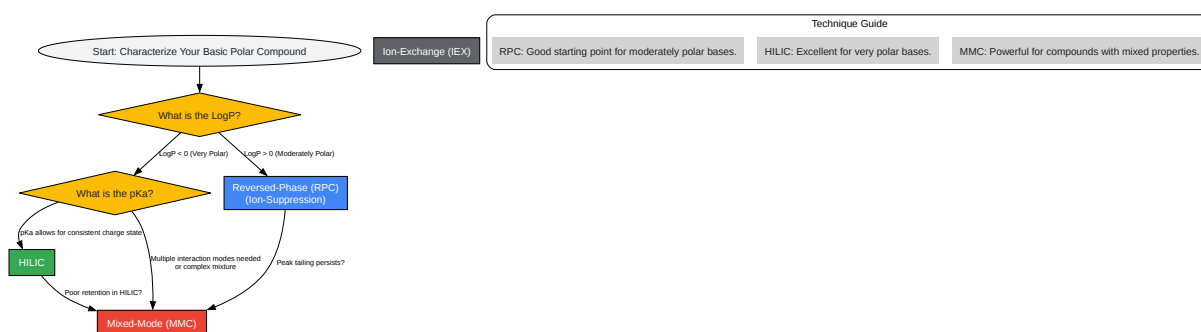 Technique Guide
Start: Characterize Your Basic Polar Compound
Ion-Exchange (IEX)
RPC: Good starting point for moderately polar bases.
HILIC: Excellent for very polar bases.
MMC: Powerful for compounds with mixed properties.
What is the LogP?
LogP < 0 (Very Polar)
LogP > 0 (Moderately Polar)
What is the pKa?
Reversed-Phase (RPC)
(Ion-Suppression)
pKa allows for consistent charge state
HILIC
Multiple interaction modes needed
or complex mixture
Peak tailing persists?
Poor retention in HILIC?
Mixed-Mode (MMC)